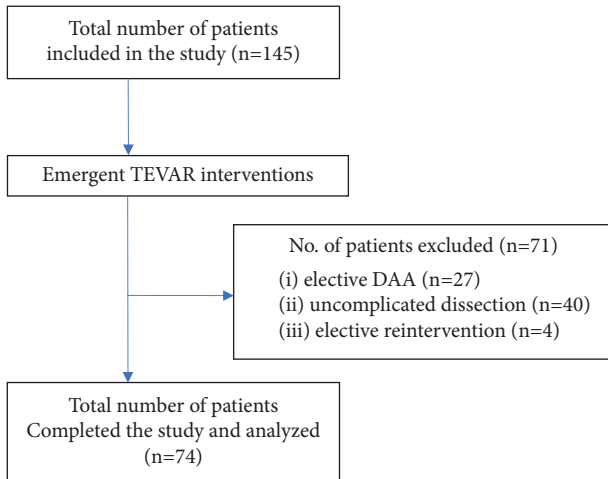 Total number of patients
included in the study (n=145)
Emergent TEVAR interventions
No. of patients excluded (n=71)
(i) elective DAA (n=27)
(ii) uncomplicated dissection (n=40)
(iii) elective reintervention (n=4)
Total number of patients
Completed the study and analyzed
(n=74)